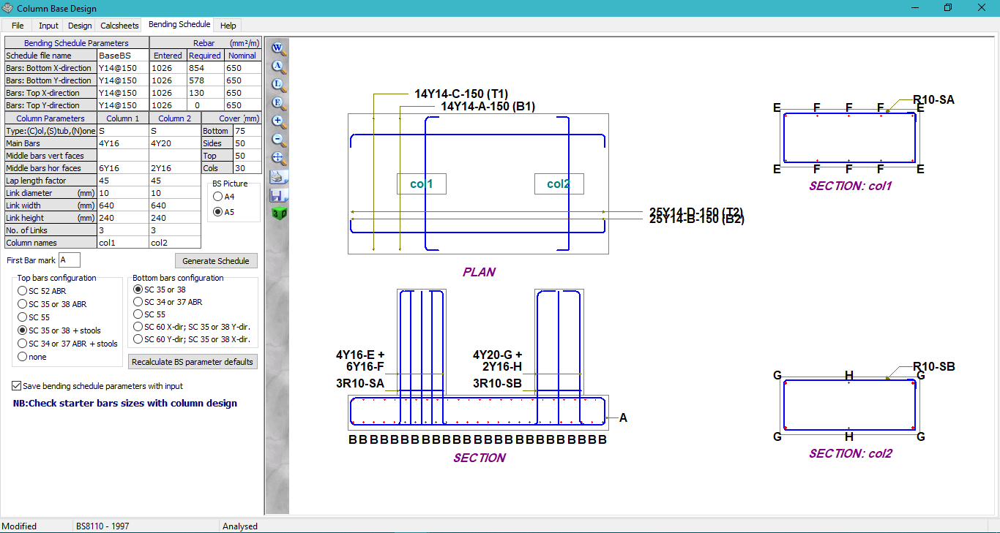 Column Base Design
File Input Design Calcsheets Bending Schedule Help
Bending Schedule Parameters Rebar (mm²/m)
Schedule file name BaseBS Entered Required Nominal
Bars: Bottom X-direction Y14@150 1026 854 650
Bars: Bottom Y-direction Y14@150 1026 578 650
Bars: Top X-direction Y14@150 1026 130 650
Bars: Top Y-direction Y14@150 1026 0 650
Column Parameters Column 1 Column 2 Cover (mm)
Type:(C)ol,(S)tub,(N)one S S Bottom 75
Main Bars 4Y16 4Y20 Sides 50
Middle bars vert faces Top 50
Middle bars hor faces 6Y16 2Y16 Cols 30
Lap length factor 45 45
Link diameter (mm) 10 10
Link width (mm) 640 640
Link height (mm) 240 240
No. of Links 3 3
Column names col1 col2
BS Picture
A4
A5
First Bar mark A Generate Schedule
Top bars configuration
SC 52 ABR
SC 35 or 38 ABR
SC 55
SC 35 or 38 + stools
SC 34 or 37 ABR + stools
none
Bottom bars configuration
SC 35 or 38
SC 34 or 37 ABR
SC 55
SC 60 X-dir; SC 35 or 38 Y-dir.
SC 60 Y-dir; SC 35 or 38 X-dir.
Recalculate BS parameter defaults
Save bending schedule parameters with input
NB:Check starter bars sizes with column design
W
A
L
E
3D
14Y14-C-150 (T1)
14Y14-A-150 (B1)
col1 col2
25Y14-D-150 (T2)
25Y14-B-150 (B2)
PLAN
4Y16-E +
6Y16-F
3R10-SA
4Y20-G +
2Y16-H
3R10-SB
A
B B B B B B B B B B B B B B B B B B B B B B B B B
SECTION
R10-SA
E F F F E
E F F F E
SECTION: col1
R10-SB
G H G
G H G
SECTION: col2
Modified BS8110 - 1997 Analysed